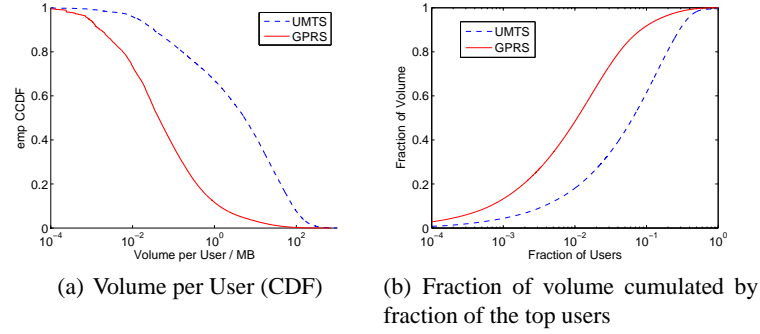 1
0.8
0.6
0.4
0.2
0
emp CCDF
10^-4
10^-2
10^0
10^2
Volume per User / MB
UMTS
GPRS
(a) Volume per User (CDF)
1
0.8
0.6
0.4
0.2
0
Fraction of Volume
10^-4
10^-3
10^-2
10^-1
10^0
Fraction of Users
UMTS
GPRS
(b) Fraction of volume cumulated by
fraction of the top users